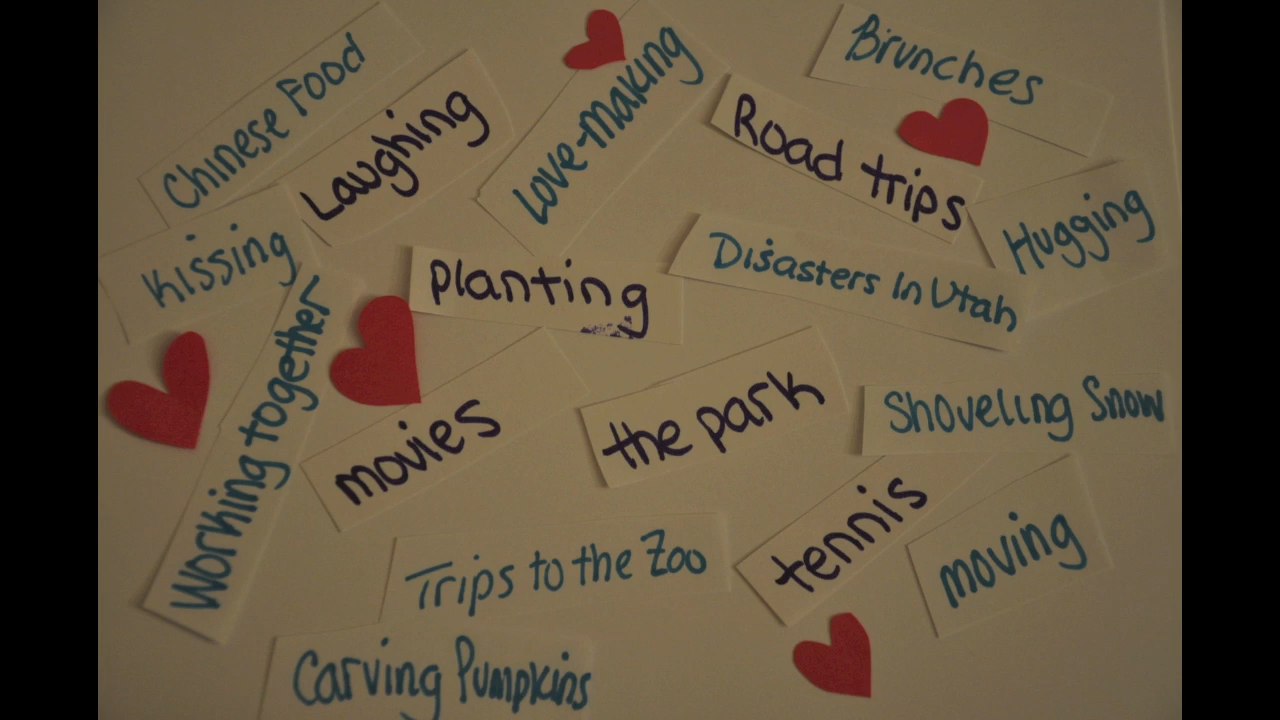 Chinese Food
Laughing
Love-Making
Brunches
Road trips
Kissing
Planting
Disasters In Utah
Hugging
Working together
movies
the park
Shoveling Snow
Trips to the Zoo
tennis
moving
Carving Pumpkins